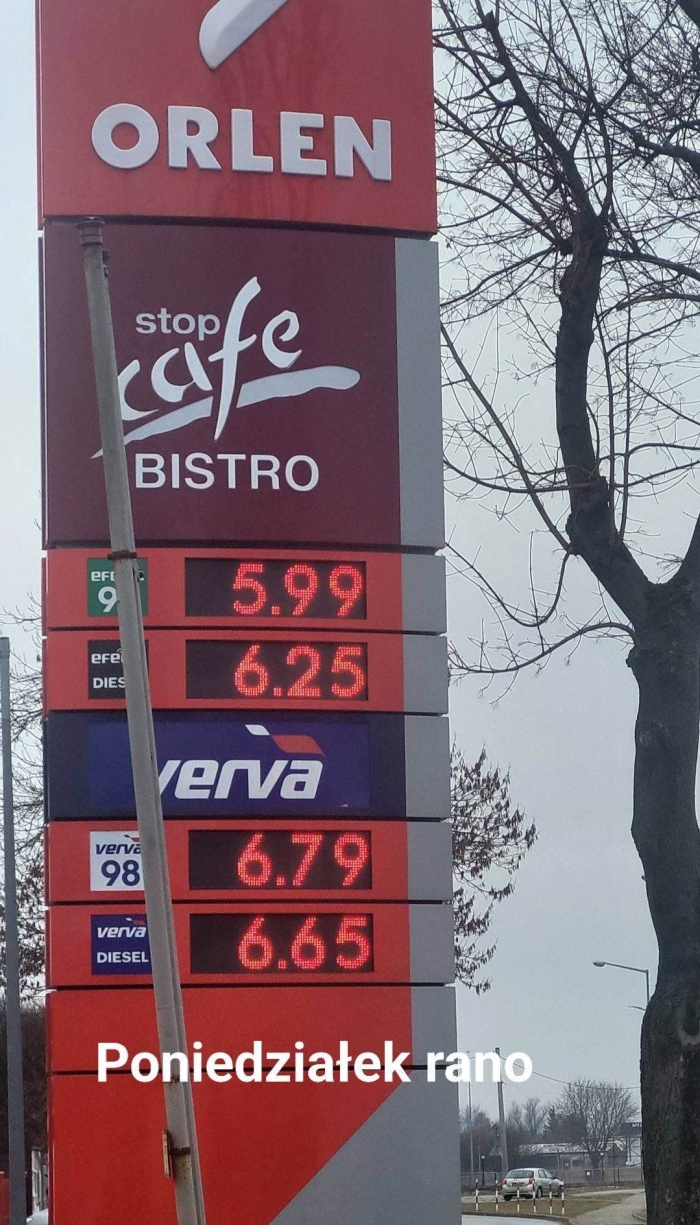 ORLEN
stop
cafe
BISTRO
5.99
6.25
verva
verva
98
6.79
verva
DIESEL
6.65
Poniedziałek rano